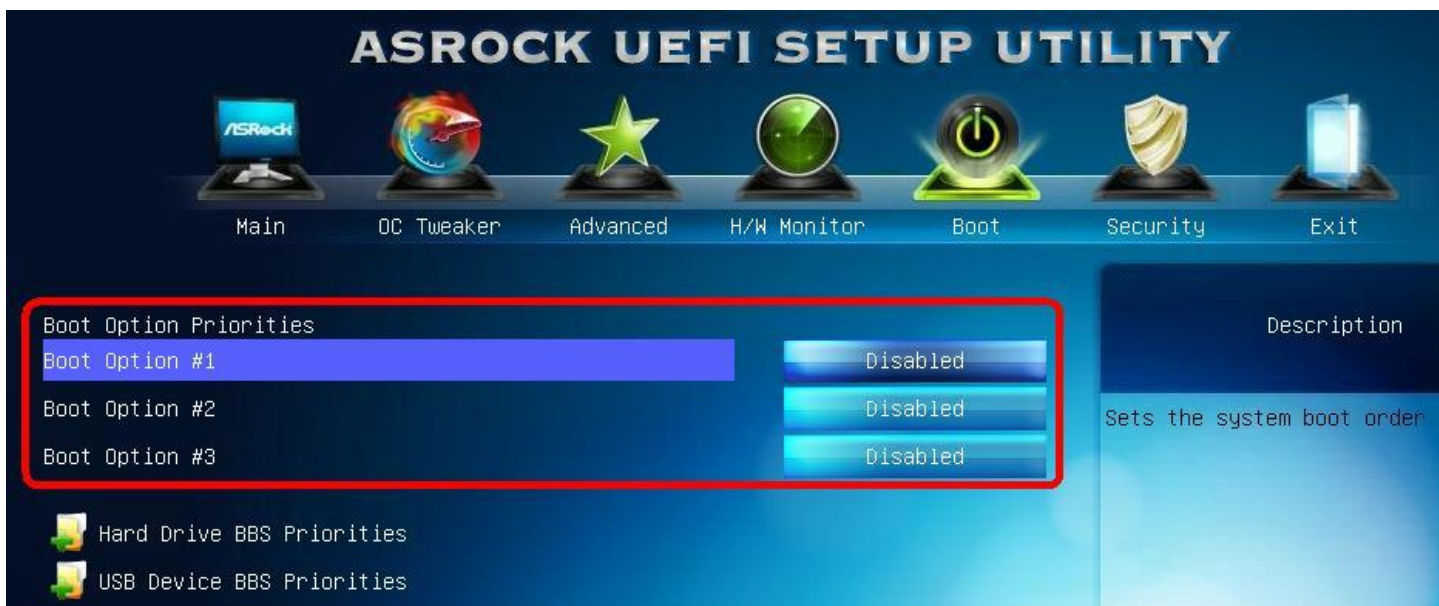 ASROCK UEFI SETUP UTILITY
ASRock
Main OC Tweaker Advanced H/W Monitor Boot Security Exit
Boot Option Priorities
Boot Option #1 Disabled
Boot Option #2 Disabled
Boot Option #3 Disabled
Hard Drive BBS Priorities
USB Device BBS Priorities
Description
Sets the system boot order